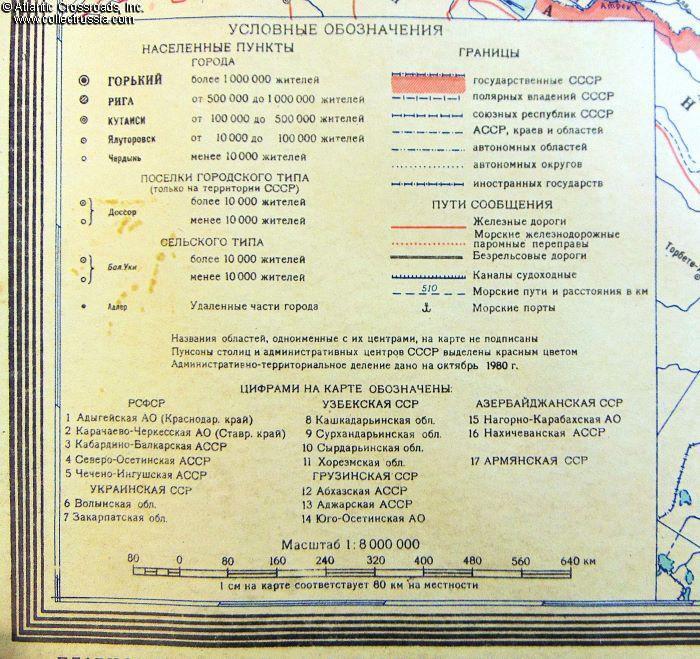 © Atlantic Crossroads, Inc.
www.collectrussia.com
Атрек
УСЛОВНЫЕ ОБОЗНАЧЕНИЯ
НАСЕЛЕННЫЕ ПУНКТЫ
ГОРОДА
ГОРЬКИЙ более 1 000 000 жителей
РИГА от 500 000 до 1 000 000 жителей
КУТАИСИ от 100 000 до 500 000 жителей
Ялуторовск от 10 000 до 100 000 жителей
Чердынь менее 10 000 жителей
ПОСЕЛКИ ГОРОДСКОГО ТИПА
(только на территории СССР)
более 10 000 жителей
Доссор
менее 10 000 жителей
СЕЛЬСКОГО ТИПА
более 10 000 жителей
Бол. Уки
менее 10 000 жителей
Адлер Удаленные части города
ГРАНИЦЫ
государственные СССР
полярных владений СССР
союзных республик СССР
АССР, краев и областей
автономных областей
автономных округов
иностранных государств
ПУТИ СООБЩЕНИЯ
Железные дороги
Морские железнодорожные
паромные переправы
Безрельсовые дороги
Каналы судоходные
510 Морские пути и расстояния в км
Морские порты
Названия областей, одноименные с их центрами, на карте не подписаны
Пунсоны столиц и административных центров СССР выделены красным цветом
Административно-территориальное деление дано на октябрь 1980 г.
ЦИФРАМИ НА КАРТЕ ОБОЗНАЧЕНЫ:
РСФСР
1 Адыгейская АО (Краснодар. край)
2 Карачаево-Черкесская АО (Ставр. край)
3 Кабардино-Балкарская АССР
4 Северо-Осетинская АССР
5 Чечено-Ингушская АССР
УКРАИНСКАЯ ССР
6 Волынская обл.
7 Закарпатская обл.
УЗБЕКСКАЯ ССР
8 Кашкадарьинская обл.
9 Сурхандарьинская обл.
10 Сырдарьинская обл.
11 Хорезмская обл.
ГРУЗИНСКАЯ ССР
12 Абхазская АССР
13 Аджарская АССР
14 Юго-Осетинская АО
АЗЕРБАЙДЖАНСКАЯ ССР
15 Нагорно-Карабахская АО
16 Нахичеванская АССР
17 АРМЯНСКАЯ ССР
Масштаб 1:8 000 000
80 0 80 160 240 320 400 480 560 640 км
1 см на карте соответствует 80 км на местности
А
Н
Торбете-